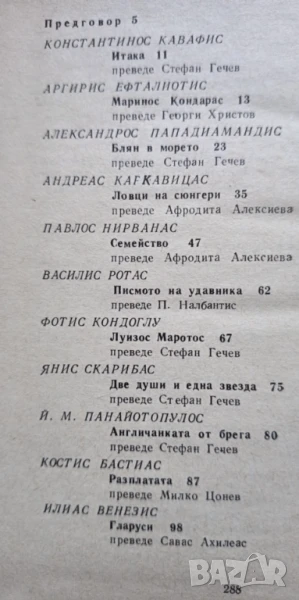 Предговор 5
КОНСТАНТИНОС КАВАФИС
Итака 11
преведе Стефан Гечев
АРГИРИС ЕФТАЛИОТИС
Маринос Кондарас 13
преведе Георги Христов
АЛЕКСАНДРОС ПАПАДИАМАНДИС
Блян в морето 23
преведе Стефан Гечев
АНДРЕАС КАРКАВИЦАС
Ловци на сюнгери 35
преведе Афродита Алексиева
ПАВЛОС НИРВАНАС
Семейство 47
преведе Афродита Алексиева
ВАСИЛИС РОТАС
Писмото на удавника 62
преведе П. Налбантис
ФОТИС КОНДОГЛУ
Луизос Маротос 67
преведе Стефан Гечев
ЯНИС СКАРИБАС
Две души и една звезда 75
преведе Стефан Гечев
Й. М. ПАНАЙОТОПУЛОС
Англичанката от брега 80
преведе Стефан Гечев
КОСТИС БАСТИАС
Разплатата 87
преведе Милко Цонев
ИЛИАС ВЕНЕЗИС
Гларуси 98
преведе Савас Ахилеас
288
bazar